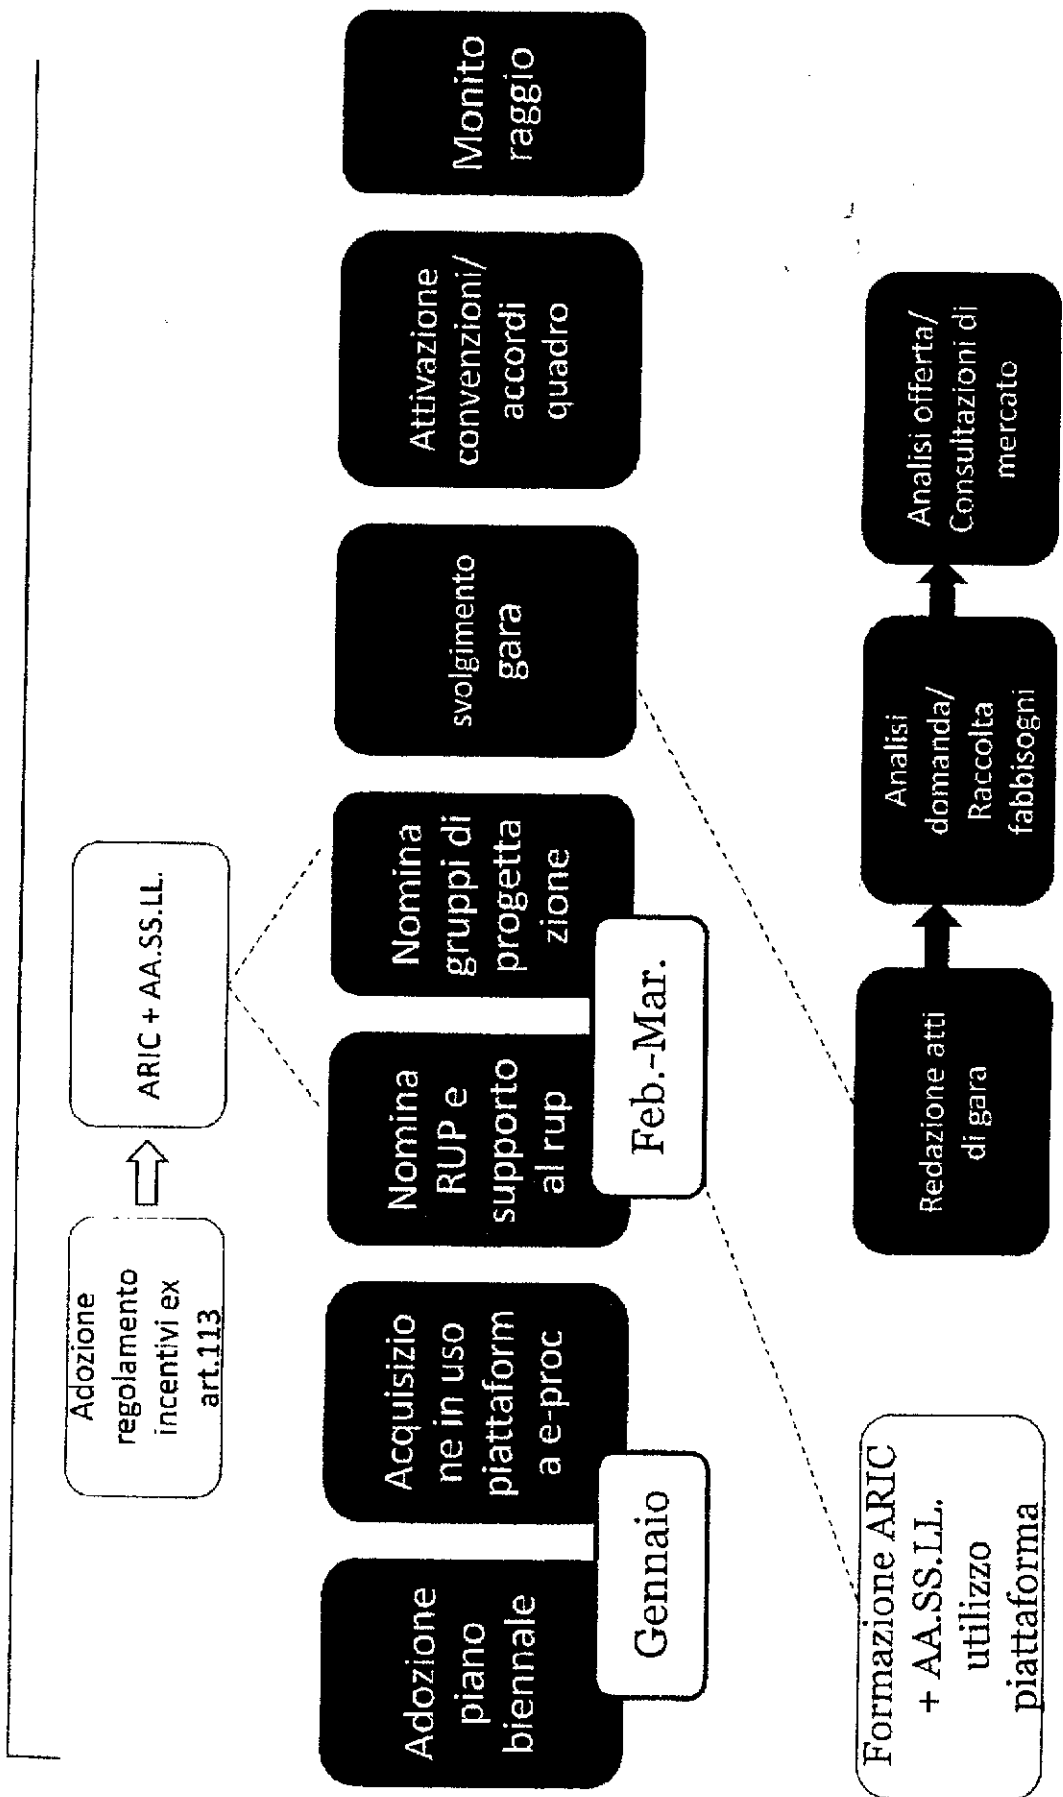 Adozione
regolamento
incentivi ex
art.113
ARIC + AA.SS.LL.
Adozione
piano
biennale
Acquisizio
ne in uso
piattaform
a e-proc
Gennaio
Nomina
RUP e
supporto
al rup
Nomina
gruppi di
progetta
zione
Feb.-Mar.
svolgimento
gara
Attivazione
convenzioni/
accordi
quadro
Monito
raggio
Formazione ARIC
+ AA.SS.LL.
utilizzo
piattaforma
Redazione atti
di gara
Analisi
domanda/
Raccolta
fabbisogni
Analisi offerta/
Consultazioni di
mercato